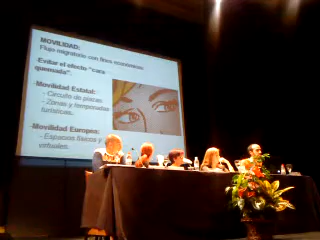 MOVILIDAD:
Flujo migratorio con fines económicos
-Evitar el efecto "cara
quemada".
-Movilidad Estatal:
- Circuito de plazas
- Zonas y temporadas
turísticas.
-Movilidad Europea:
- Espacios físicos y
virtuales.